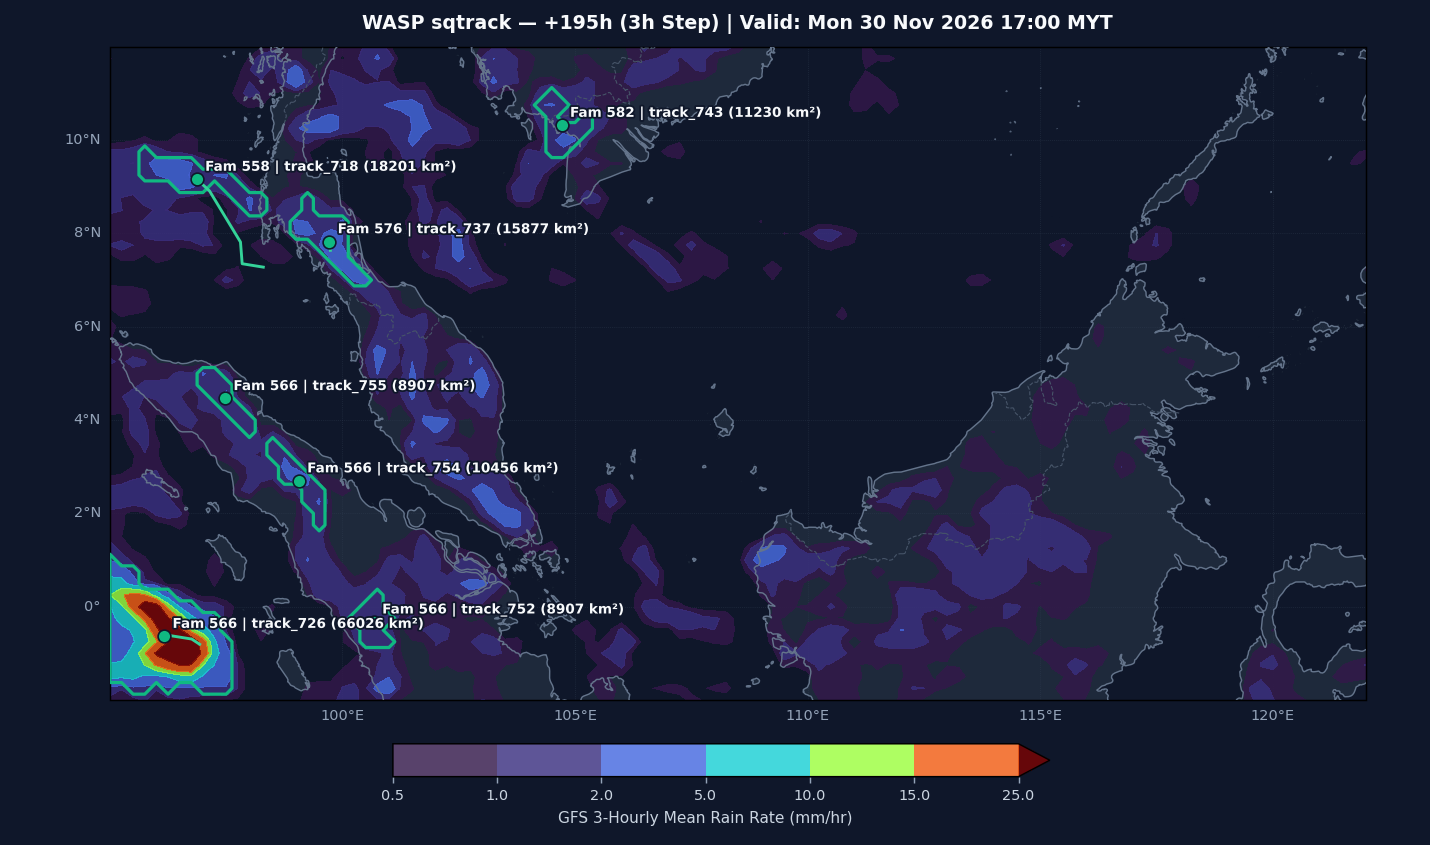 WASP sqtrack — +195h (3h Step) | Valid: Mon 30 Nov 2026 17:00 MYT
Fam 582 | track_743 (11230 km²)
10°N
Fam 558 | track_718 (18201 km²)
8°N
Fam 576 | track_737 (15877 km²)
6°N
Fam 566 | track_755 (8907 km²)
4°N
Fam 566 | track_754 (10456 km²)
2°N
0°
Fam 566 | track_752 (8907 km²)
Fam 566 | track_726 (66026 km²)
100°E 105°E 110°E 115°E 120°E
0.5 1.0 2.0 5.0 10.0 15.0 25.0
GFS 3-Hourly Mean Rain Rate (mm/hr)